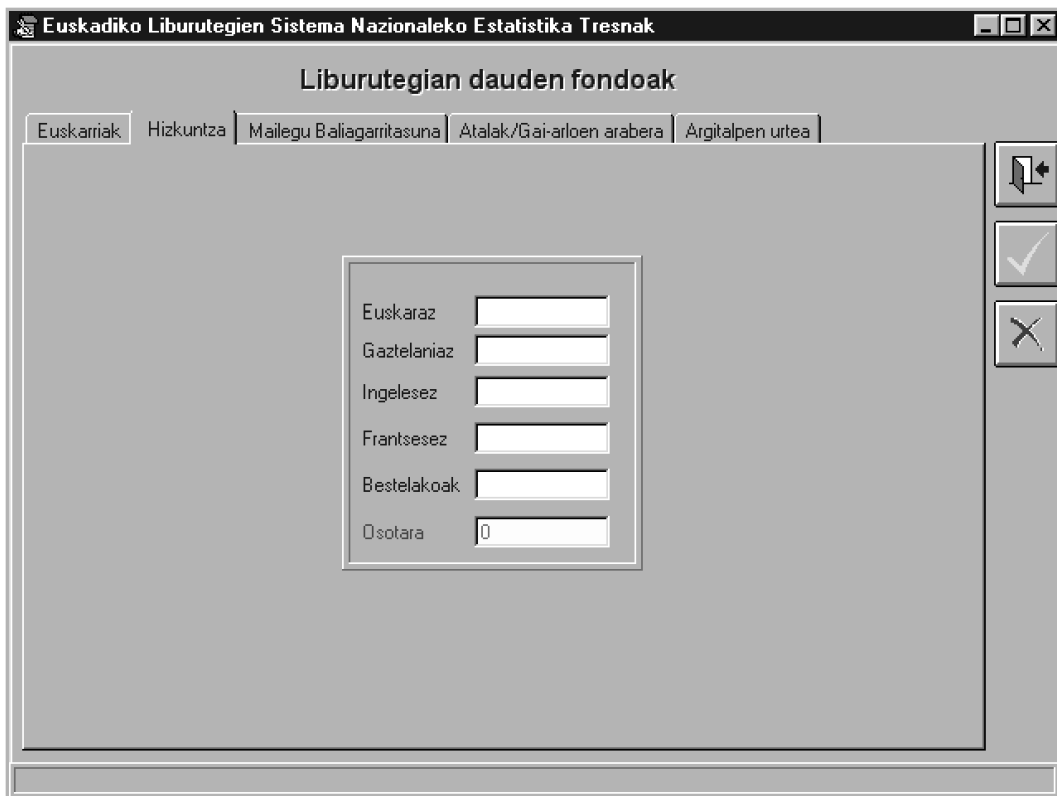 Euskadiko Liburutegien Sistema Nazionaleko Estatistika Tresnak
Liburutegian dauden fondoak
Euskarriak Hizkuntza Mailegu Baliagarritasuna Atalak/Gai-arloen arabera Argitalpen urtea
Euskaraz
Gaztelaniaz
Ingelesez
Frantsesez
Bestelakoak
Osotara 0